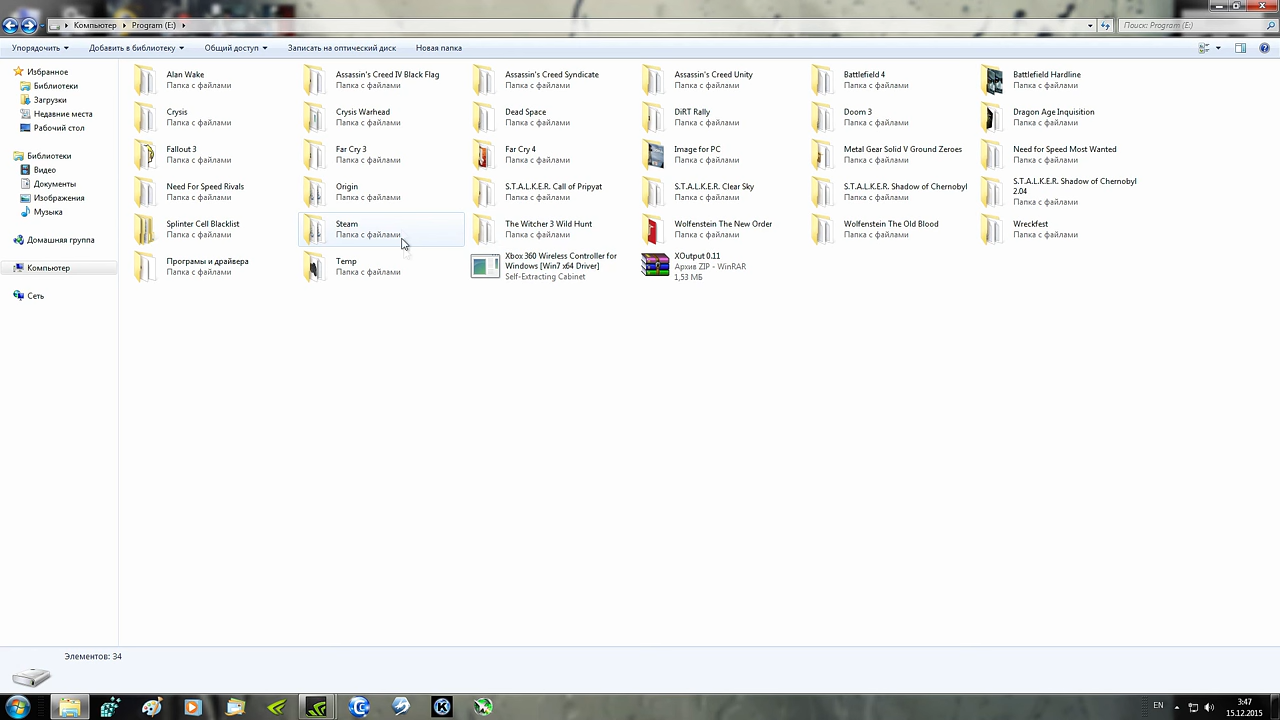 Компьютер
Program (E:)
Поиск: Program (E:)
Упорядочить
Добавить в библиотеку
Общий доступ
Записать на оптический диск
Новая папка
Избранное
Библиотеки
Загрузки
Недавние места
Рабочий стол
Библиотеки
Видео
Документы
Изображения
Музыка
Домашняя группа
Компьютер
Сеть
Alan Wake
Папка с файлами
Assassin's Creed IV Black Flag
Папка с файлами
Assassin's Creed Syndicate
Папка с файлами
Assassin's Creed Unity
Папка с файлами
Battlefield 4
Папка с файлами
Battlefield Hardline
Папка с файлами
Crysis
Папка с файлами
Crysis Warhead
Папка с файлами
Dead Space
Папка с файлами
DiRT Rally
Папка с файлами
Doom 3
Папка с файлами
Dragon Age Inquisition
Папка с файлами
Fallout 3
Папка с файлами
Far Cry 3
Папка с файлами
Far Cry 4
Папка с файлами
Image for PC
Папка с файлами
Metal Gear Solid V Ground Zeroes
Папка с файлами
Need for Speed Most Wanted
Папка с файлами
Need For Speed Rivals
Папка с файлами
Origin
Папка с файлами
S.T.A.L.K.E.R. Call of Pripyat
Папка с файлами
S.T.A.L.K.E.R. Clear Sky
Папка с файлами
S.T.A.L.K.E.R. Shadow of Chernobyl
Папка с файлами
S.T.A.L.K.E.R. Shadow of Chernobyl
2.04
Папка с файлами
Splinter Cell Blacklist
Папка с файлами
Steam
Папка с файлами
The Witcher 3 Wild Hunt
Папка с файлами
Wolfenstein The New Order
Папка с файлами
Wolfenstein The Old Blood
Папка с файлами
Wreckfest
Папка с файлами
Програмы и драйвера
Папка с файлами
Temp
Папка с файлами
Xbox 360 Wireless Controller for
Windows [Win7 x64 Driver]
Self-Extracting Cabinet
XOutput 0.11
Архив ZIP - WinRAR
1,53 МБ
Элементов: 34
EN
3:47
15.12.2015